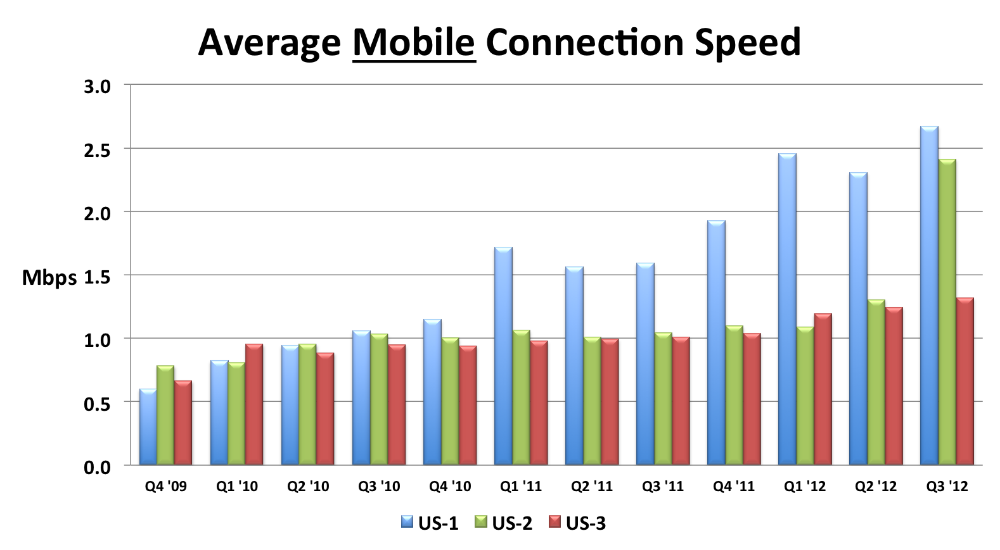 Average Mobile Connection Speed
3.0
2.5
2.0
Mbps 1.5
1.0
0.5
0.0
Q4 '09 Q1 '10 Q2 '10 Q3 '10 Q4 '10 Q1 '11 Q2 '11 Q3 '11 Q4 '11 Q1 '12 Q2 '12 Q3 '12
US-1 US-2 US-3